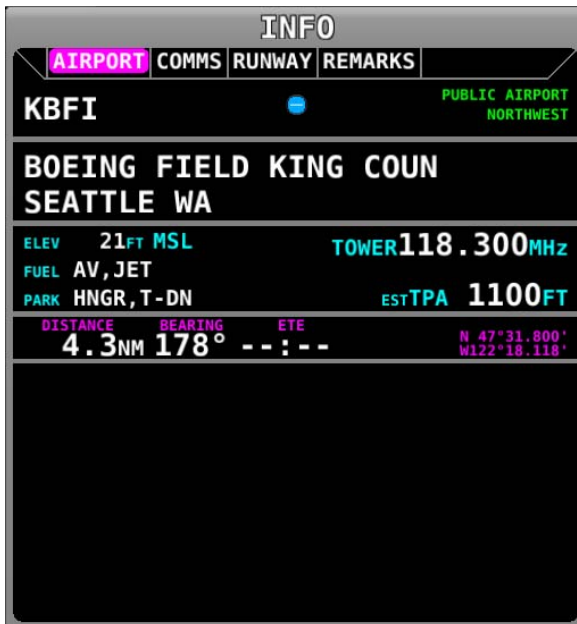 INFO
AIRPORT COMMS RUNWAY REMARKS
KBFI PUBLIC AIRPORT
NORTHWEST
BOEING FIELD KING COUN
SEATTLE WA
ELEV 21FT MSL TOWER118.300MHz
FUEL AV,JET
PARK HNGR,T-DN ESTTPA 1100FT
DISTANCE BEARING ETE
4.3NM 178° --:-- N 47°31.800'
W122°18.118'